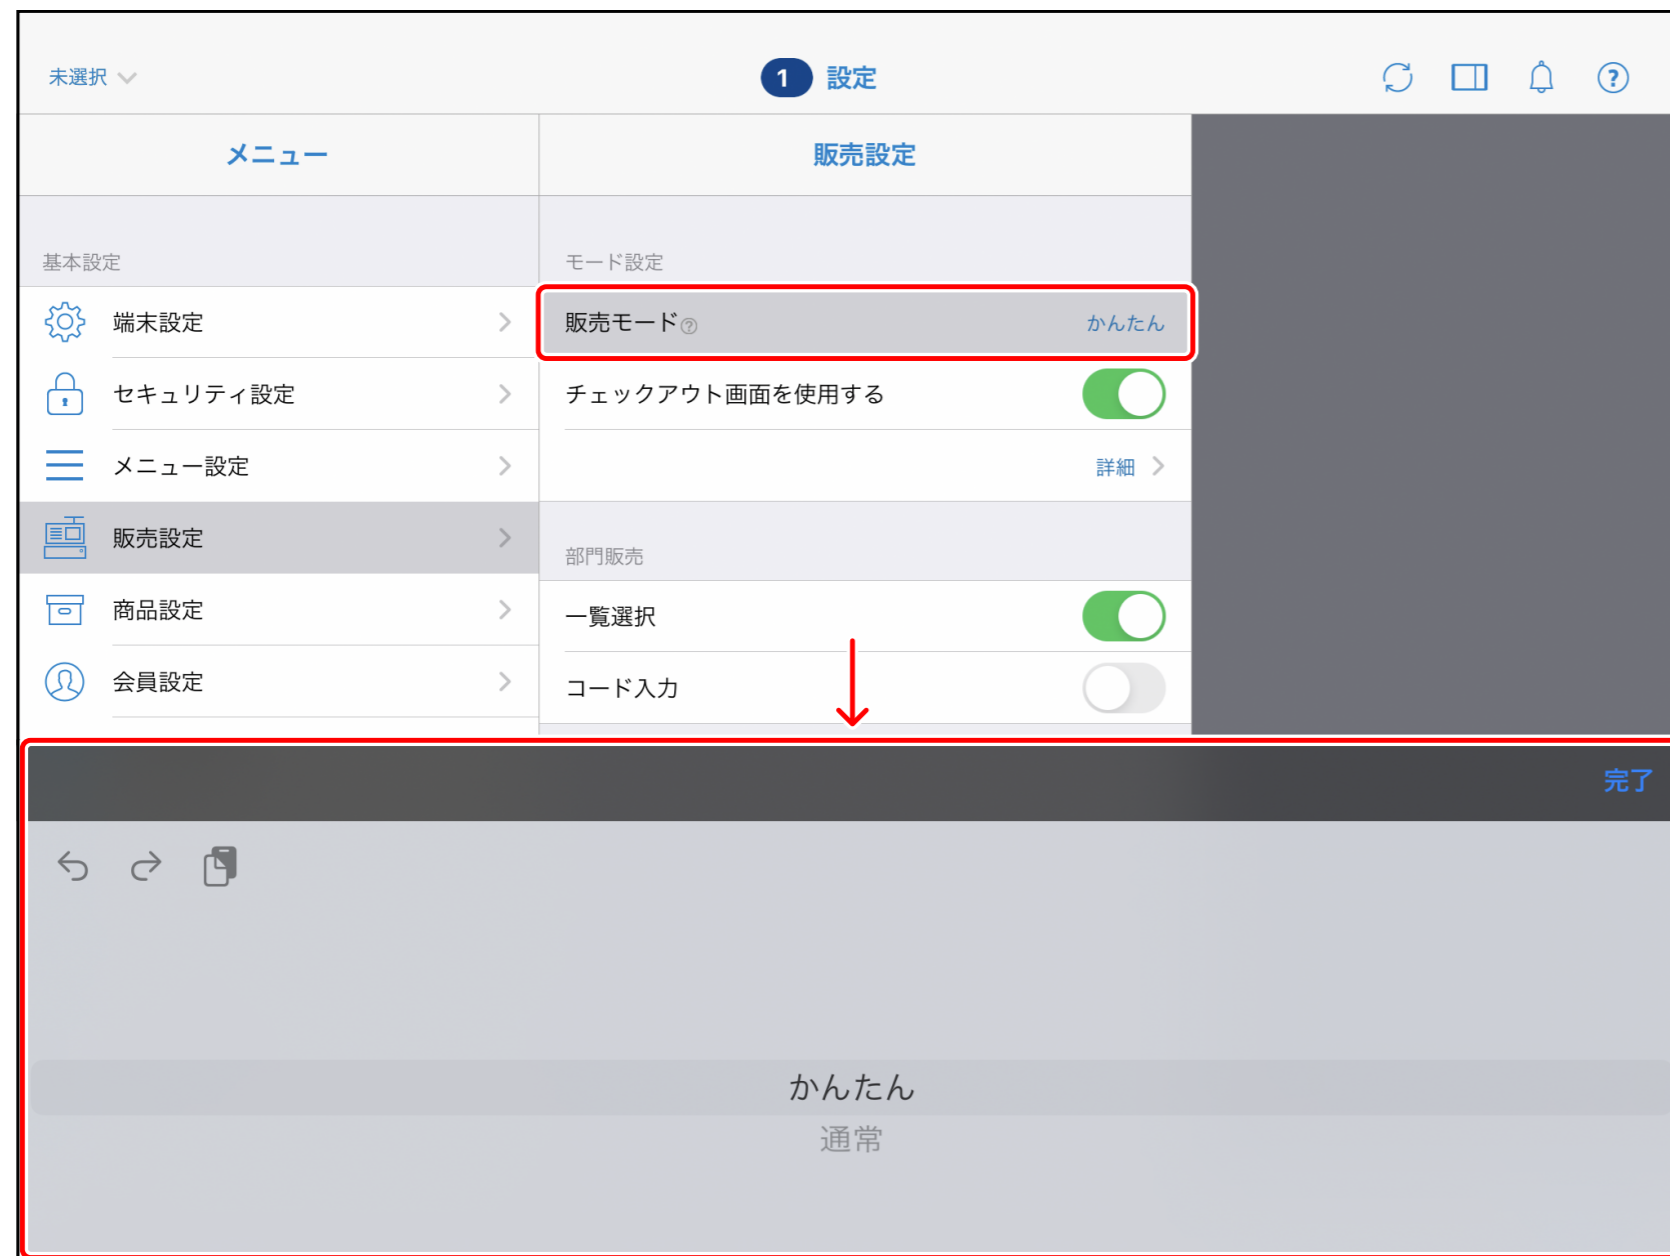 未選択
1 設定
メニュー
販売設定
基本設定
端末設定
セキュリティ設定
メニュー設定
販売設定
商品設定
会員設定
モード設定
販売モード かんたん
チェックアウト画面を使用する
詳細
部門販売
一覧選択
コード入力
完了
かんたん
通常